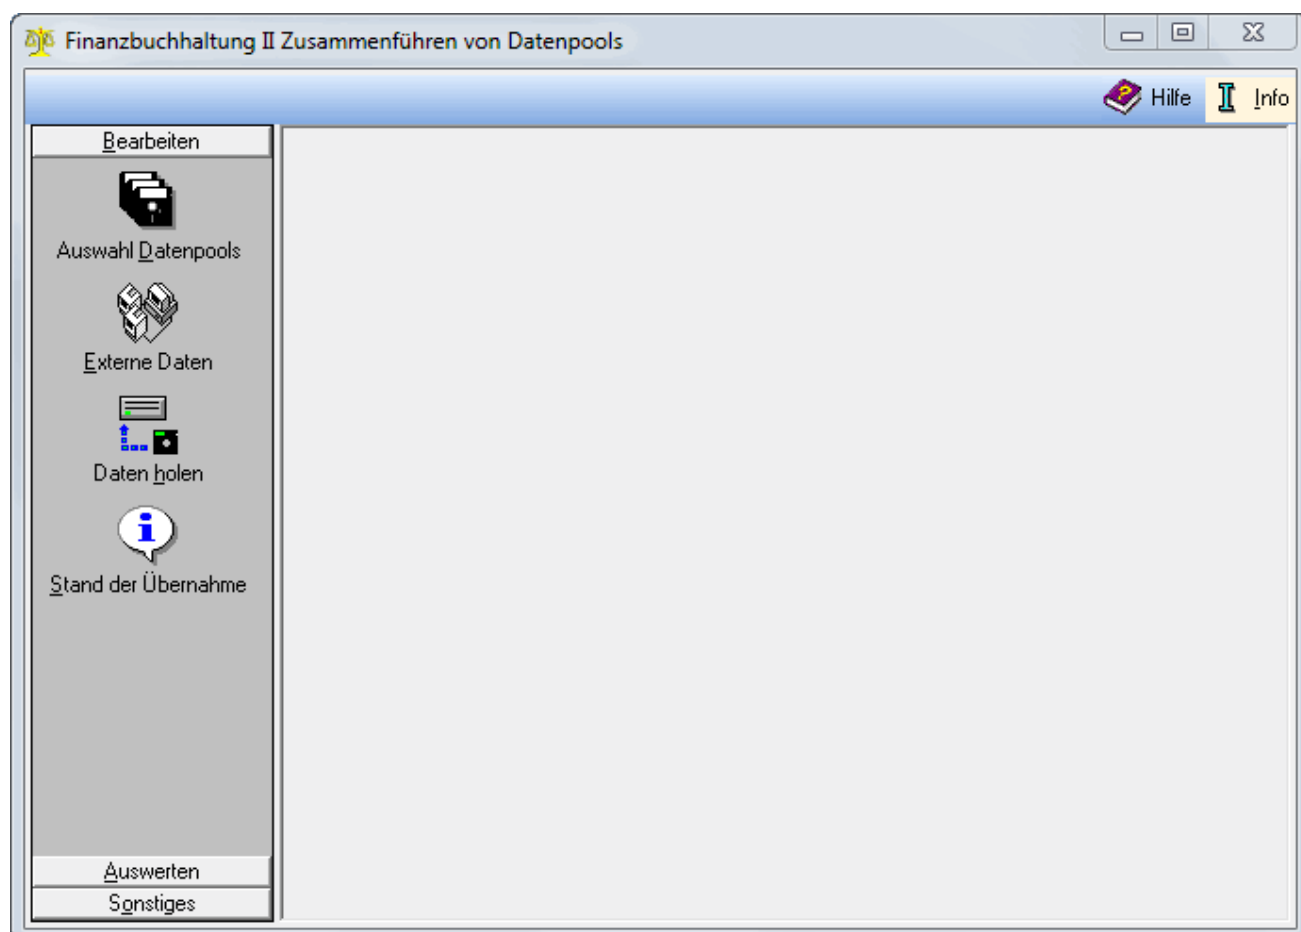 Finanzbuchhaltung II Zusammenführen von Datenpools
Hilfe
Info
Bearbeiten
Auswahl Datenpools
Externe Daten
Daten holen
Stand der Übernahme
Auswerten
Sonstiges